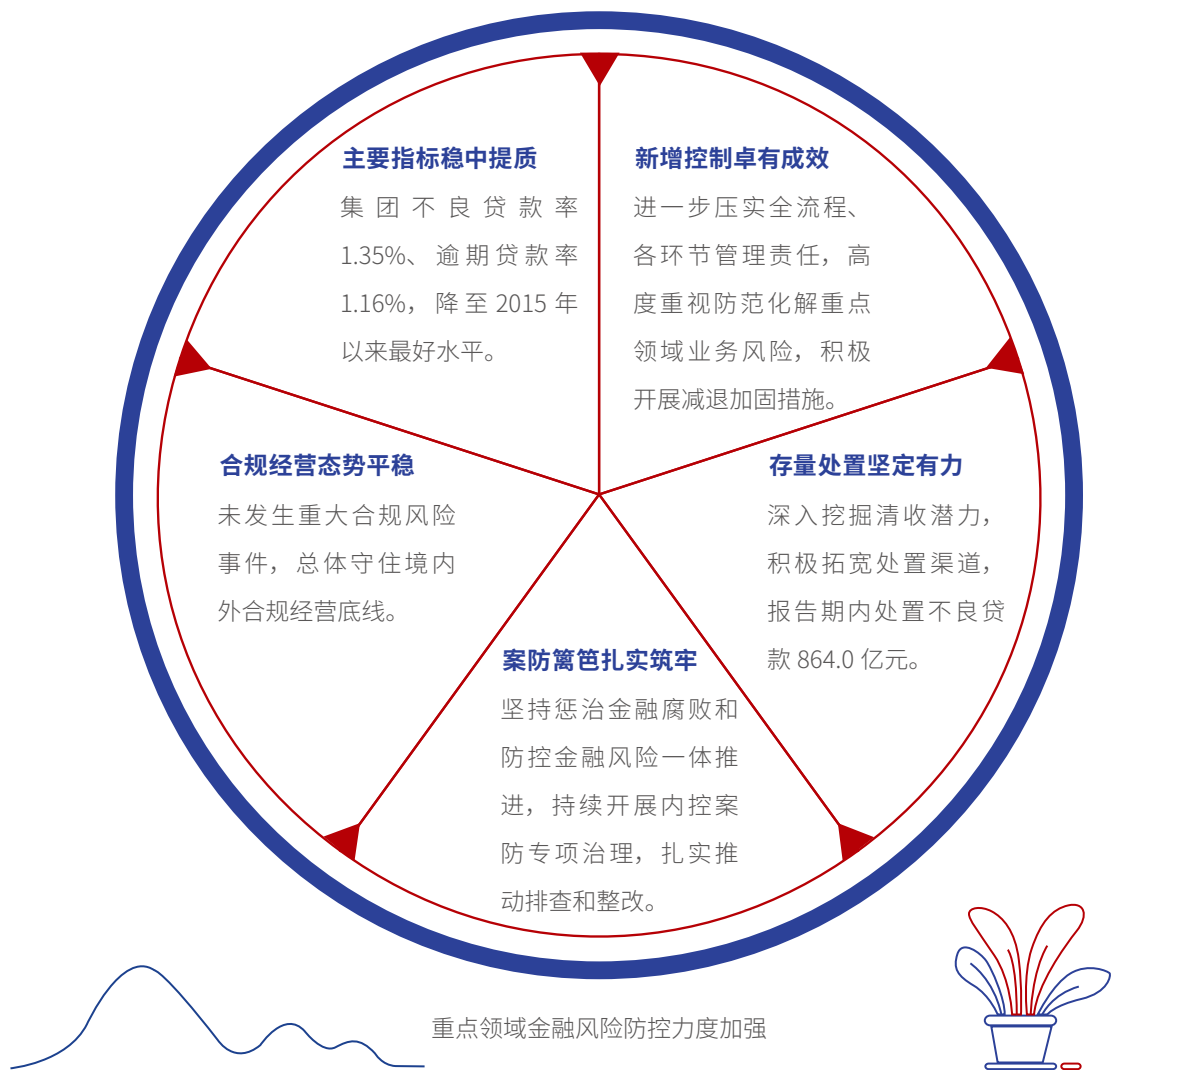 主要指标稳中提质
集团不良贷款率
1.35%、逾期贷款率
1.16%，降至 2015 年
以来最好水平。
新增控制卓有成效
进一步压实全流程、
各环节管理责任，高
度重视防范化解重点
领域业务风险，积极
开展减退加固措施。
合规经营态势平稳
未发生重大合规风险
事件，总体守住境内
外合规经营底线。
存量处置坚定有力
深入挖掘清收潜力，
积极拓宽处置渠道，
报告期内处置不良贷
款 864.0 亿元。
案防篱笆扎实筑牢
坚持惩治金融腐败和
防控金融风险一体推
进，持续开展内控案
防专项治理，扎实推
动排查和整改。
重点领域金融风险防控力度加强